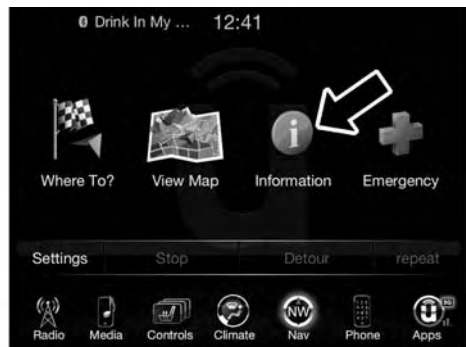 Drink In My ... 12:41
Where To? View Map Information Emergency
Settings Stop Detour repeat
NW
3G
Radio Media Controls Climate Nav Phone Apps